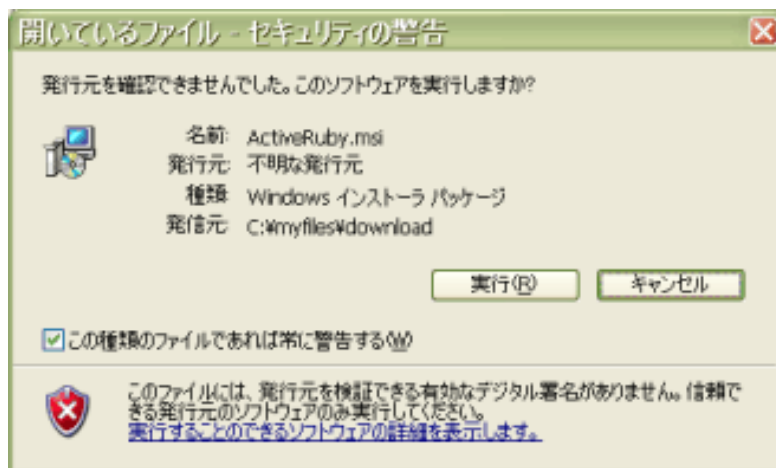 開いているファイル - セキュリティの警告
発行元を確認できませんでした。このソフトウェアを実行しますか?
名前: ActiveRuby.msi
発行元: 不明な発行元
種類: Windows インストーラ パッケージ
発信元: C:¥myfiles¥download
実行(R) キャンセル
この種類のファイルであれば常に警告する(W)
このファイルには、発行元を検証できる有効なデジタル署名がありません。信頼で
きる発行元のソフトウェアのみ実行してください。
実行することのできるソフトウェアの詳細を表示します。